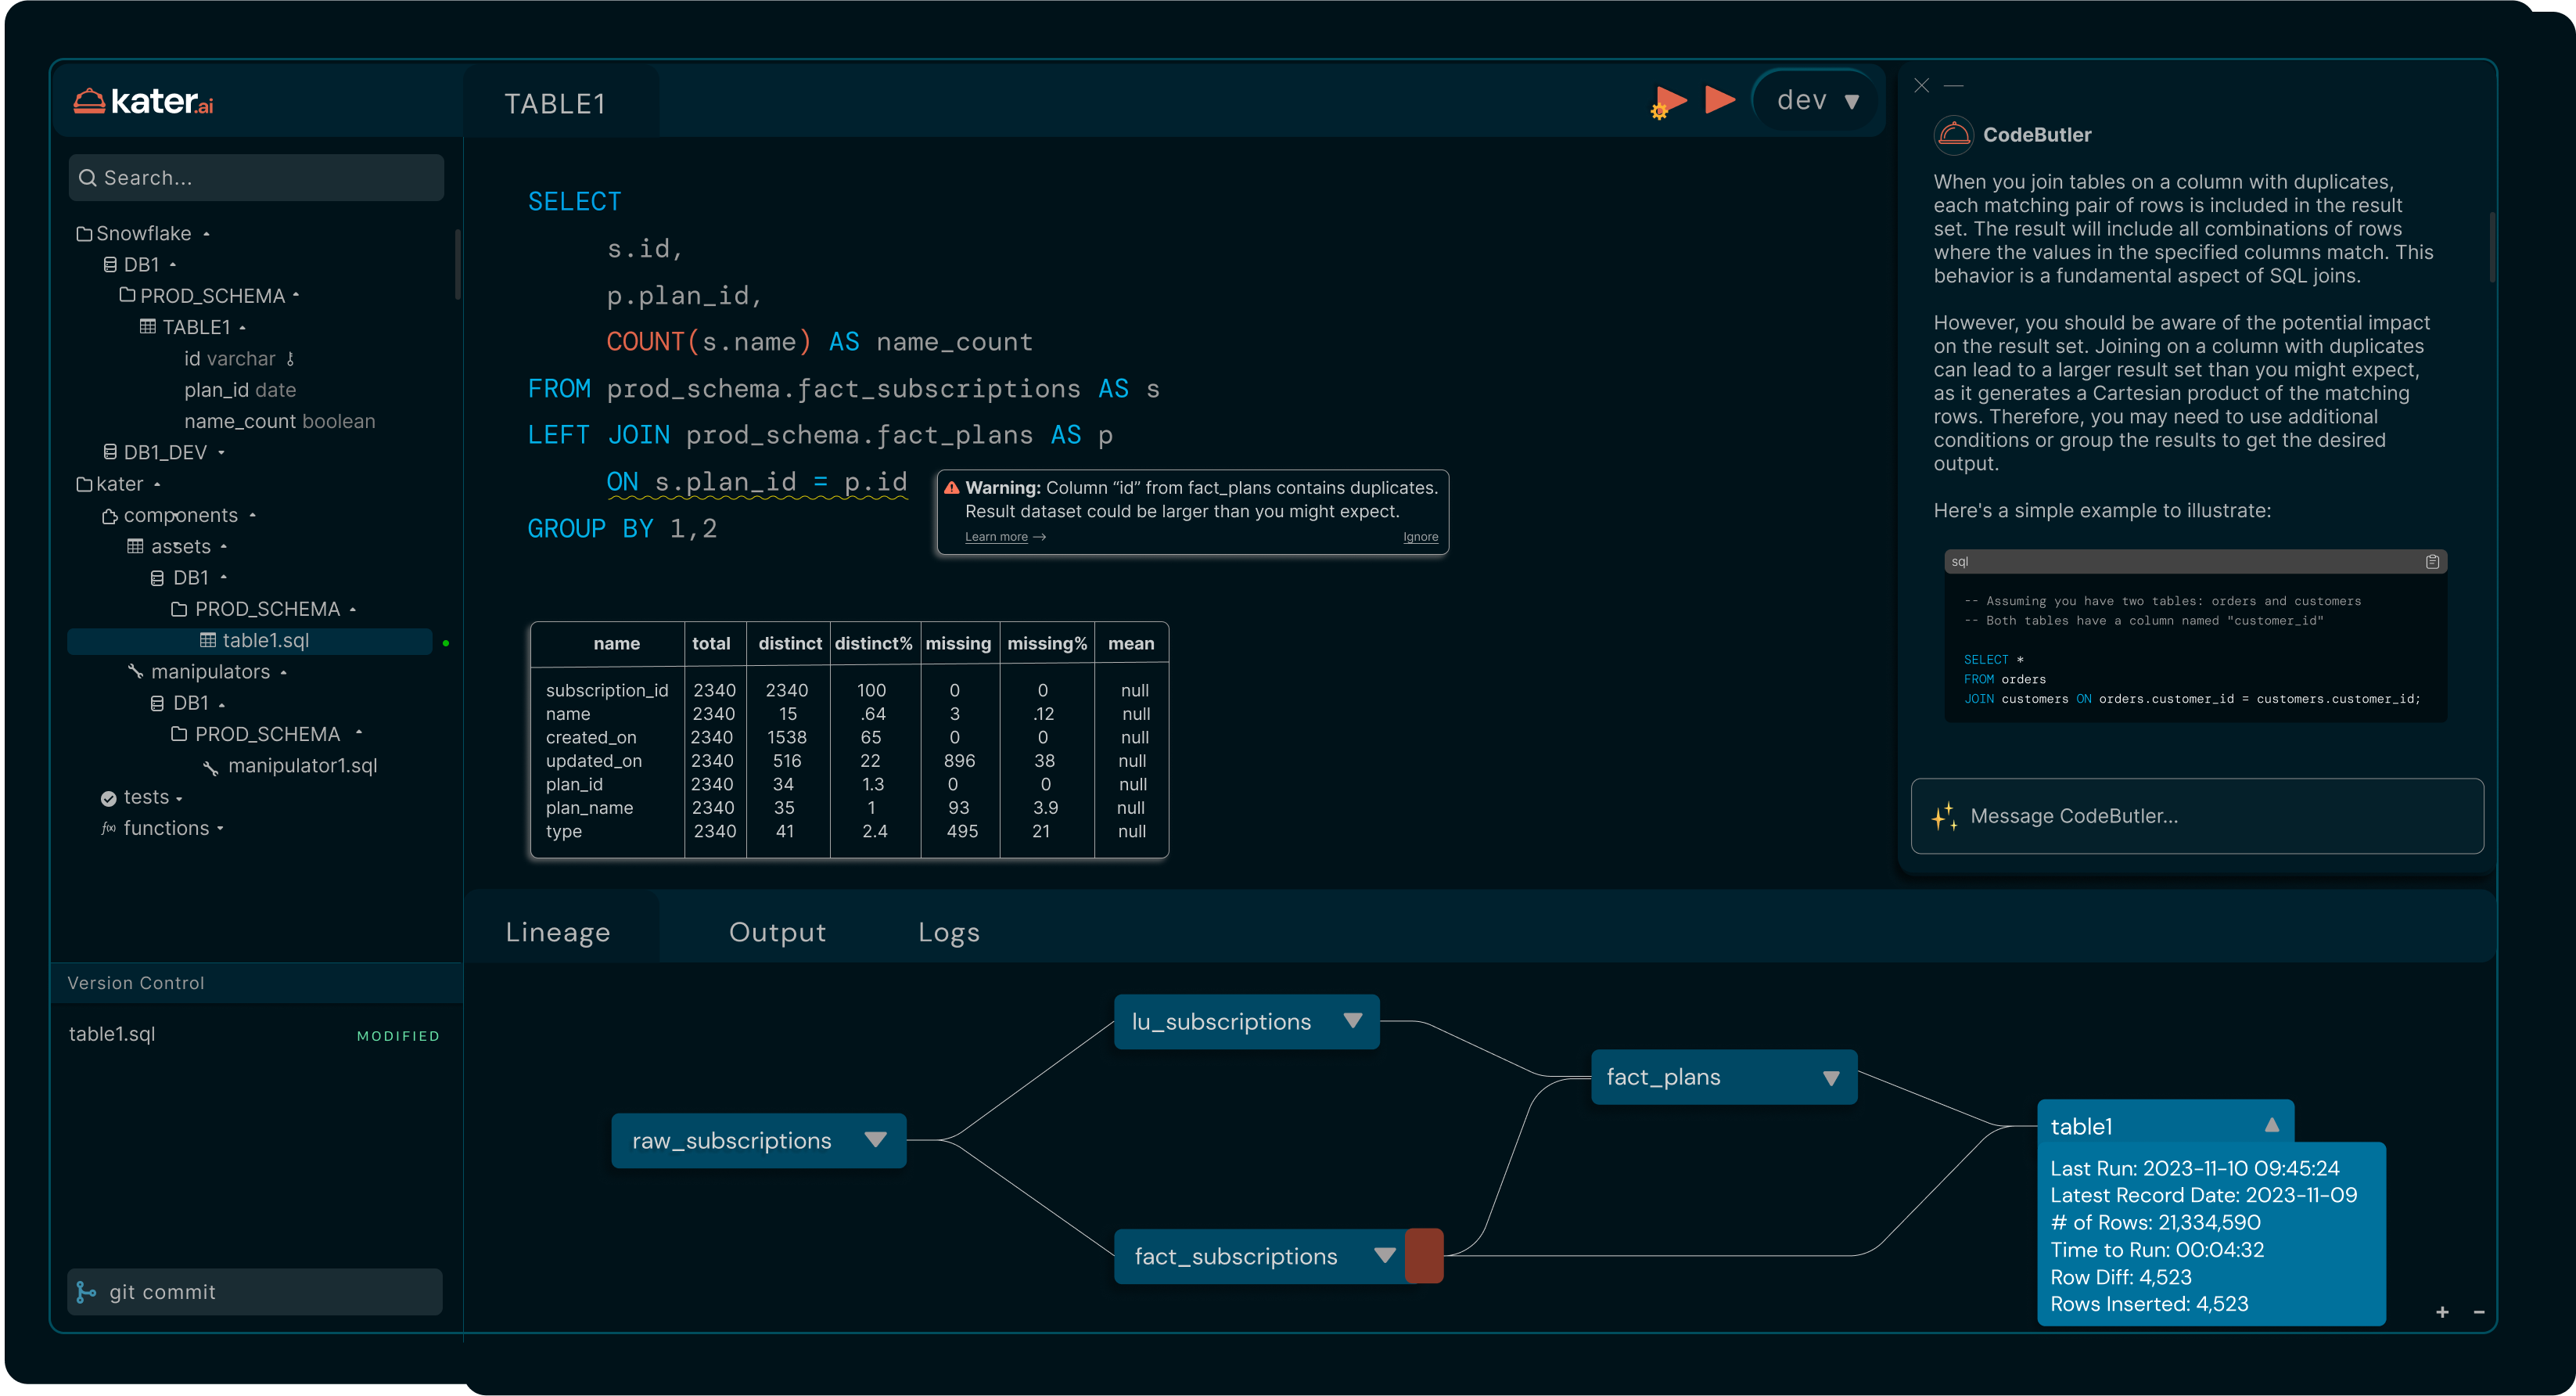 kater.ai
Search...
Snowflake
DB1
PROD_SCHEMA
TABLE1
id varchar
plan_id date
name_count boolean
DB1_DEV
kater
components
assets
DB1
PROD_SCHEMA
table1.sql
manipulators
DB1
PROD_SCHEMA
manipulator1.sql
tests
f(x) functions
Version Control
table1.sql MODIFIED
git commit
TABLE1
dev
SELECT
s.id,
p.plan_id,
COUNT(s.name) AS name_count
FROM prod_schema.fact_subscriptions AS s
LEFT JOIN prod_schema.fact_plans AS p
ON s.plan_id = p.id
GROUP BY 1,2
Warning: Column “id” from fact_plans contains duplicates.
Result dataset could be larger than you might expect.
Learn more → Ignore
name total distinct distinct% missing missing% mean
subscription_id 2340 2340 100 0 0 null
name 2340 15 .64 3 .12 null
created_on 2340 1538 65 0 0 null
updated_on 2340 516 22 896 38 null
plan_id 2340 34 1.3 0 0 null
plan_name 2340 35 1 93 3.9 null
type 2340 41 2.4 495 21 null
CodeButler
When you join tables on a column with duplicates,
each matching pair of rows is included in the result
set. The result will include all combinations of rows
where the values in the specified columns match. This
behavior is a fundamental aspect of SQL joins.
However, you should be aware of the potential impact
on the result set. Joining on a column with duplicates
can lead to a larger result set than you might expect,
as it generates a Cartesian product of the matching
rows. Therefore, you may need to use additional
conditions or group the results to get the desired
output.
Here's a simple example to illustrate:
sql
-- Assuming you have two tables: orders and customers
-- Both tables have a column named "customer_id"
SELECT *
FROM orders
JOIN customers ON orders.customer_id = customers.customer_id;
Message CodeButler...
Lineage Output Logs
raw_subscriptions
lu_subscriptions
fact_subscriptions
fact_plans
table1
Last Run: 2023-11-10 09:45:24
Latest Record Date: 2023-11-09
# of Rows: 21,334,590
Time to Run: 00:04:32
Row Diff: 4,523
Rows Inserted: 4,523
+ -